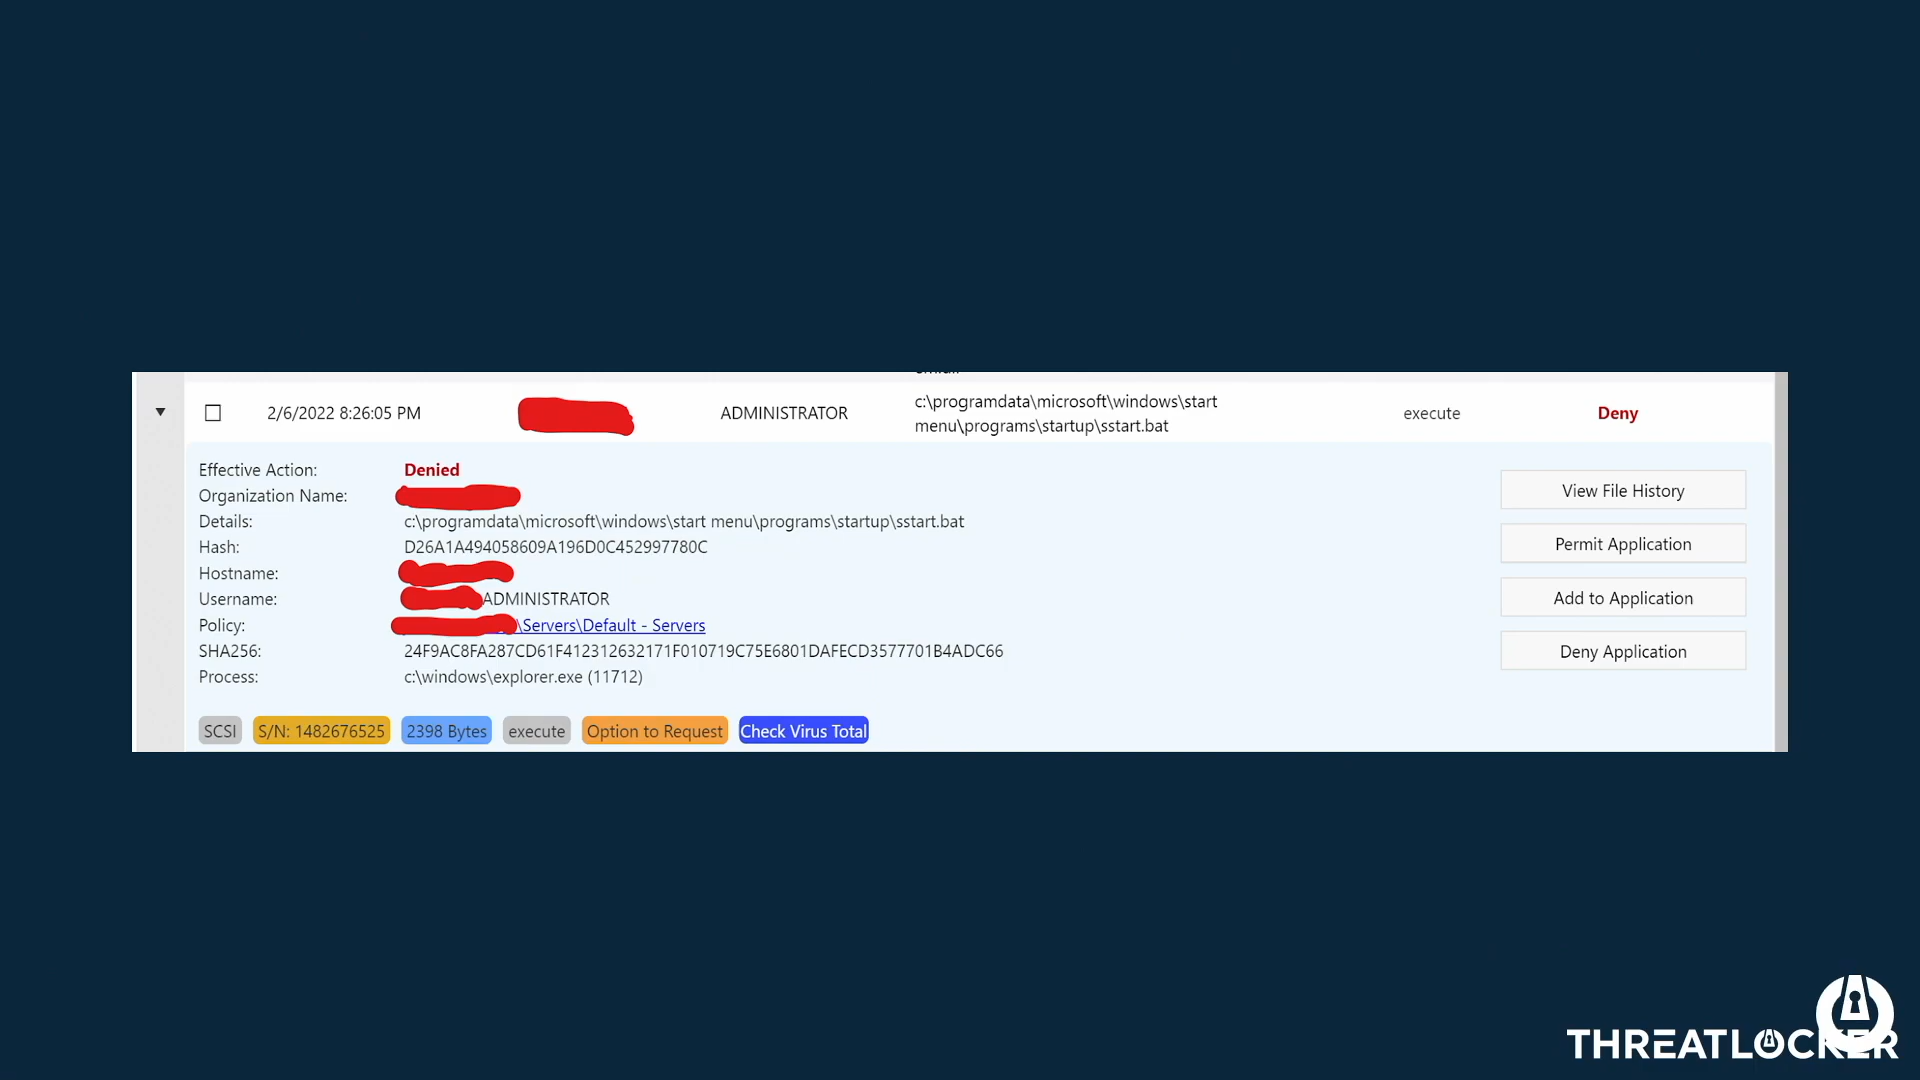 2/6/2022 8:26:05 PM
ADMINISTRATOR
c:\programdata\microsoft\windows\start
menu\programs\startup\sstart.bat
execute
Deny
Effective Action: Denied
Organization Name:
Details: c:\programdata\microsoft\windows\start menu\programs\startup\sstart.bat
Hash: D26A1A494058609A196D0C452997780C
Hostname:
Username: ADMINISTRATOR
Policy: \Servers\Default - Servers
SHA256: 24F9AC8FA287CD61F412312632171F010719C75E6801DAFECD3577701B4ADC66
Process: c:\windows\explorer.exe (11712)
SCSI S/N: 1482676525 2398 Bytes execute Option to Request Check Virus Total
View File History
Permit Application
Add to Application
Deny Application
THREATLOCKER